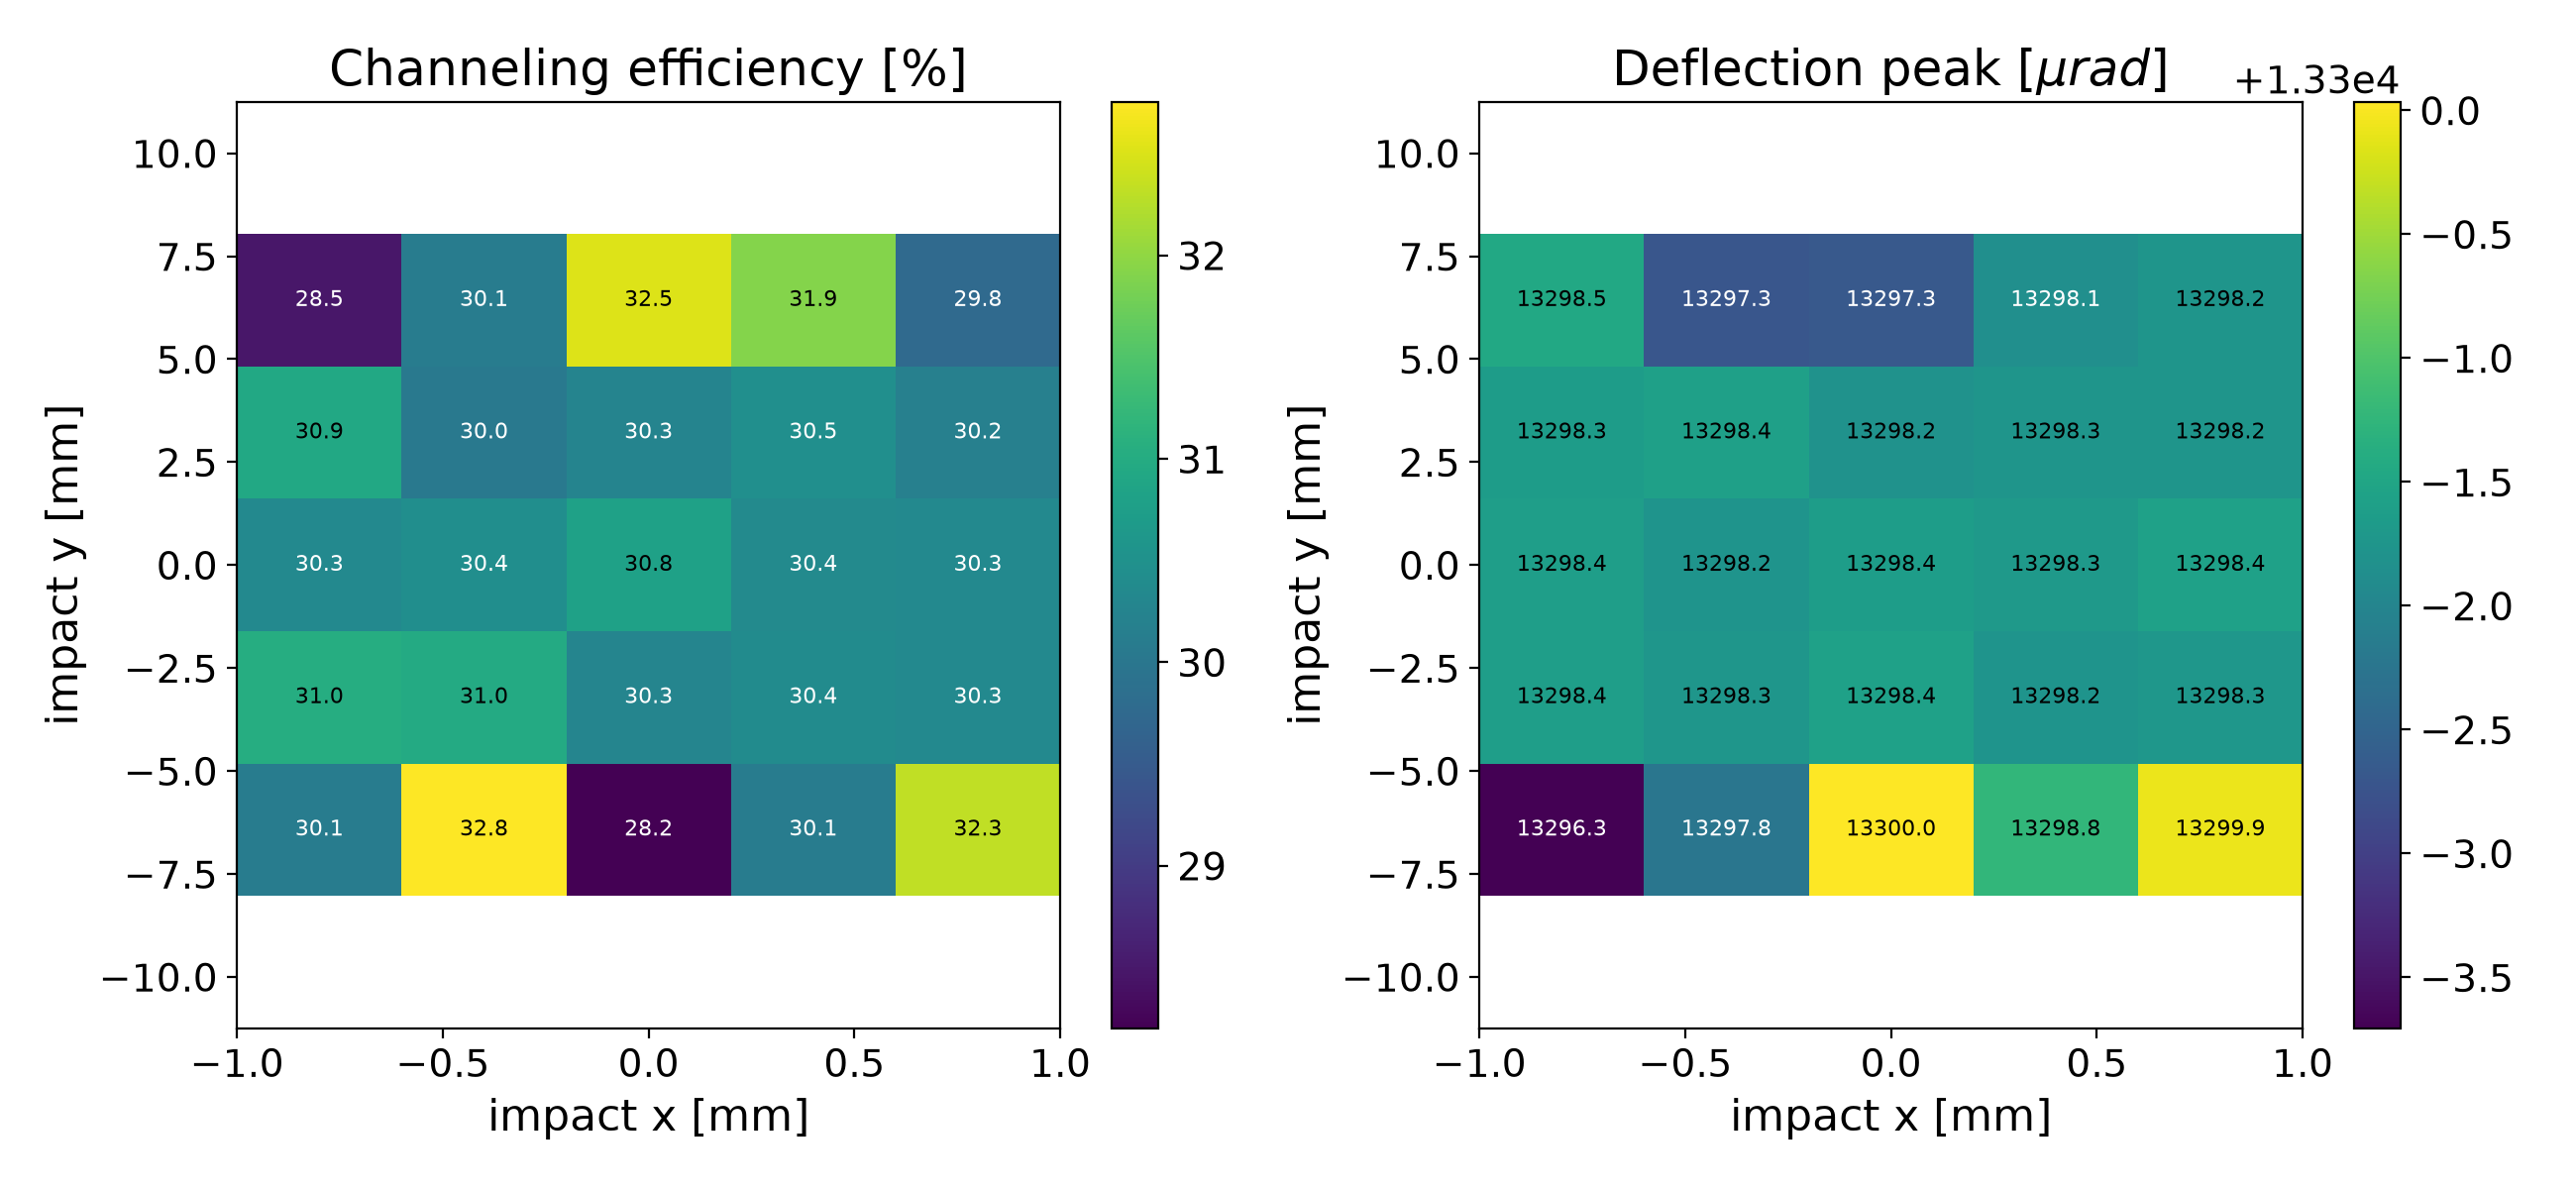 Channeling efficiency [%]
10.0
7.5
5.0
2.5
0.0
−2.5
−5.0
−7.5
−10.0
impact y [mm]
28.5 30.1 32.5 31.9 29.8
30.9 30.0 30.3 30.5 30.2
30.3 30.4 30.8 30.4 30.3
31.0 31.0 30.3 30.4 30.3
30.1 32.8 28.2 30.1 32.3
−1.0 −0.5 0.0 0.5 1.0
impact x [mm]
32
31
30
29
Deflection peak [μrad]
+1.33e4
10.0
7.5
5.0
2.5
0.0
−2.5
−5.0
−7.5
−10.0
impact y [mm]
13298.5 13297.3 13297.3 13298.1 13298.2
13298.3 13298.4 13298.2 13298.3 13298.2
13298.4 13298.2 13298.4 13298.3 13298.4
13298.4 13298.3 13298.4 13298.2 13298.3
13296.3 13297.8 13300.0 13298.8 13299.9
−1.0 −0.5 0.0 0.5 1.0
impact x [mm]
0.0
−0.5
−1.0
−1.5
−2.0
−2.5
−3.0
−3.5